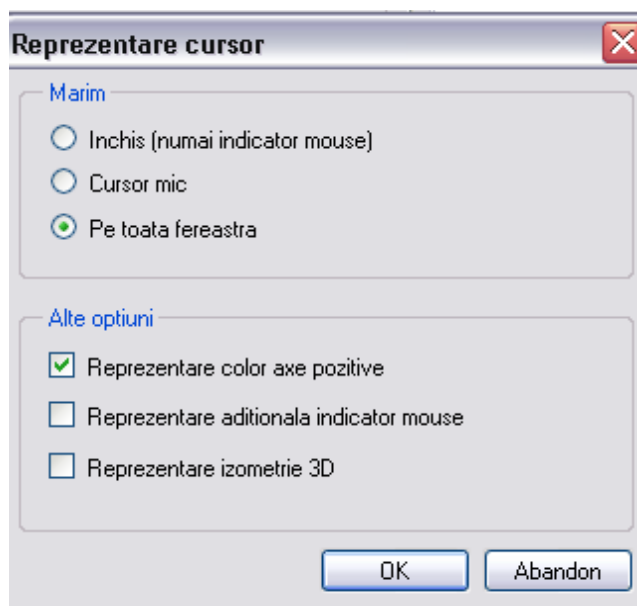 Reprezentare cursor
Marim
Inchis (numai indicator mouse)
Cursor mic
Pe toata fereastra
Alte optiuni
Reprezentare color axe pozitive
Reprezentare aditionala indicator mouse
Reprezentare izometrie 3D
OK
Abandon